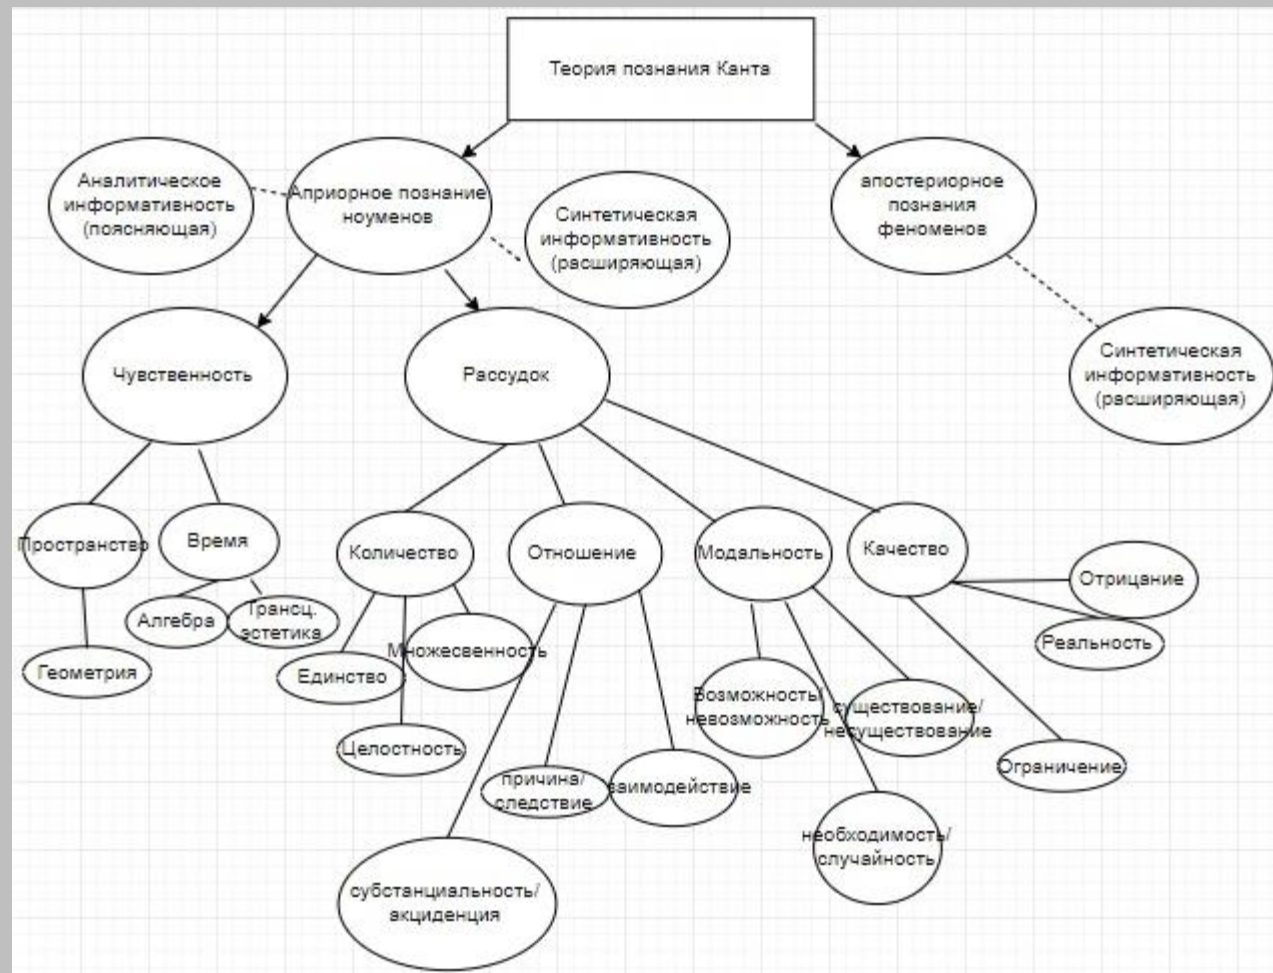 Теория познания Канта
Аналитическое
информативность
(поясняющая)
Априорное познание
ноуменов
Синтетическая
информативность
(расширяющая)
апостериорное
познания
феноменов
Синтетическая
информативность
(расширяющая)
Чувственность
Рассудок
Пространство
Время
Количество
Отношение
Модальность
Качество
Отрицание
Реальность
Алгебра
Трансц.
эстетика
Геометрия
Единство
Множесвенность
Целостность
Возможность/
невозможность
существование/
несуществование
Ограничение
причина/
следствие
заимодействие
необходимость/
случайность
субстанциальность/
акциденция